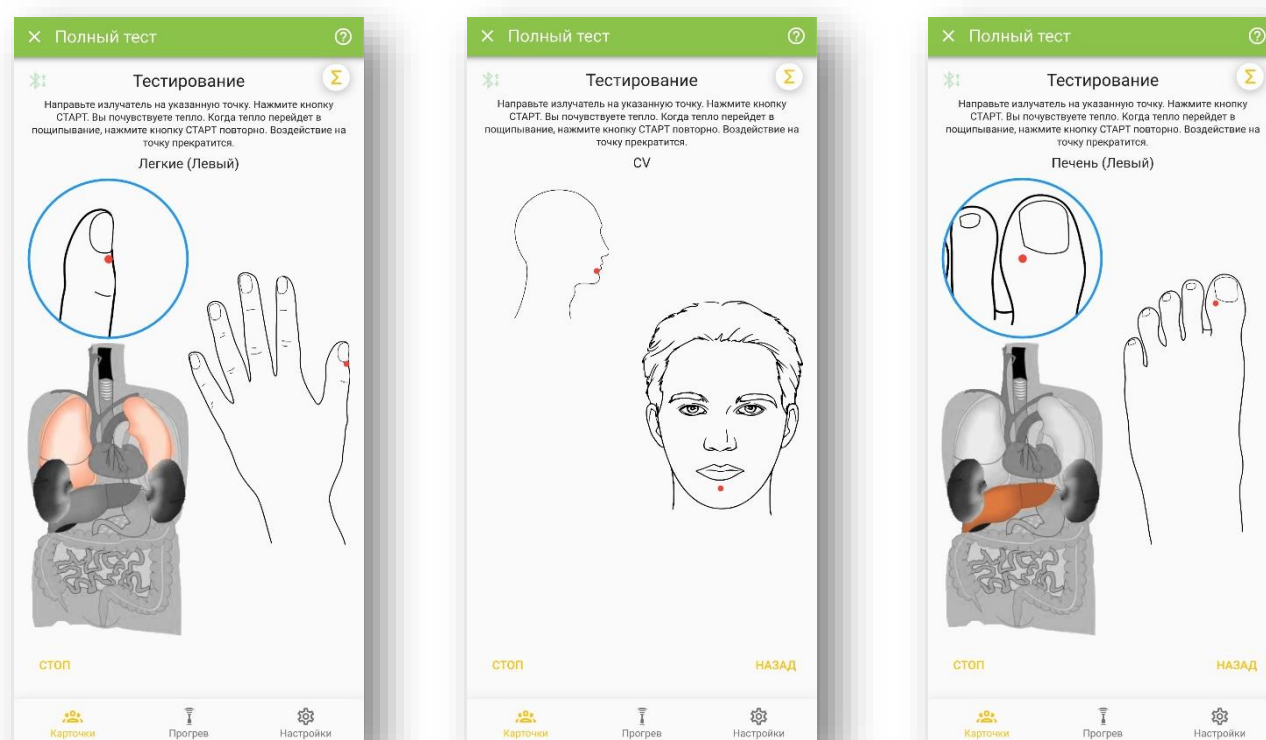 Полный тест
Тестирование
Направьте излучатель на указанную точку. Нажмите кнопку
СТАРТ. Вы почувствуете тепло. Когда тепло перейдет в
пощипывание, нажмите кнопку СТАРТ повторно. Воздействие на
точку прекратится.
Легкие (Левый)
СТОП
Карточки
Прогрев
Настройки
Полный тест
Тестирование
Направьте излучатель на указанную точку. Нажмите кнопку
СТАРТ. Вы почувствуете тепло. Когда тепло перейдет в
пощипывание, нажмите кнопку СТАРТ повторно. Воздействие на
точку прекратится.
CV
СТОП
НАЗАД
Карточки
Прогрев
Настройки
Полный тест
Тестирование
Направьте излучатель на указанную точку. Нажмите кнопку
СТАРТ. Вы почувствуете тепло. Когда тепло перейдет в
пощипывание, нажмите кнопку СТАРТ повторно. Воздействие на
точку прекратится.
Печень (Левый)
СТОП
НАЗАД
Карточки
Прогрев
Настройки